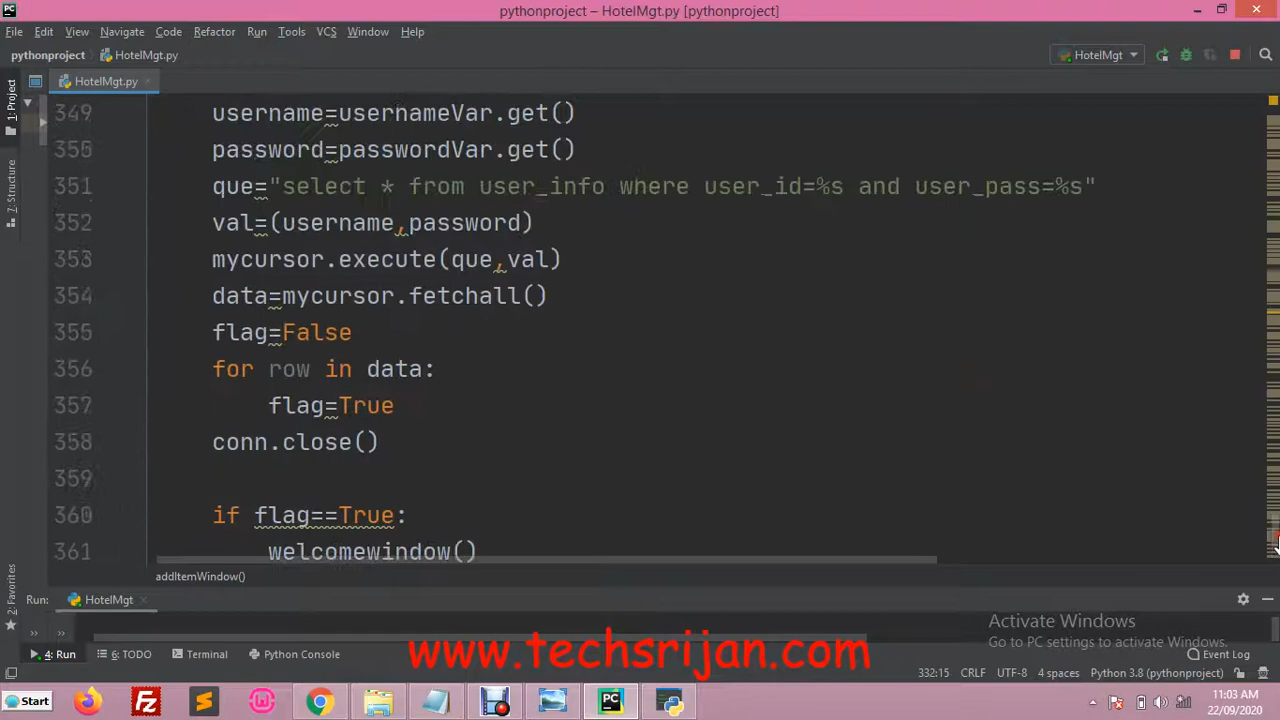 pythonproject – HotelMgt.py [pythonproject]
File Edit View Navigate Code Refactor Run Tools VCS Window Help
pythonproject HotelMgt.py HotelMgt
1: Project
HotelMgt.py
349 username=usernameVar.get()
350 password=passwordVar.get()
351 que="select * from user_info where user_id=%s and user_pass=%s"
352 val=(username,password)
353 mycursor.execute(que,val)
354 data=mycursor.fetchall()
355 flag=False
356 for row in data:
357 flag=True
358 conn.close()
359
360 if flag==True:
361 welcomewindow()
7: Structure
2: Favorites
addItemWindow()
Run: HotelMgt
Activate Windows
Go to PC settings to activate Windows.
www.techsrijan.com
4: Run 6: TODO Terminal Python Console Event Log
332:15 CRLF UTF-8 4 spaces Python 3.8 (pythonproject)
Start
11:03 AM
22/09/2020